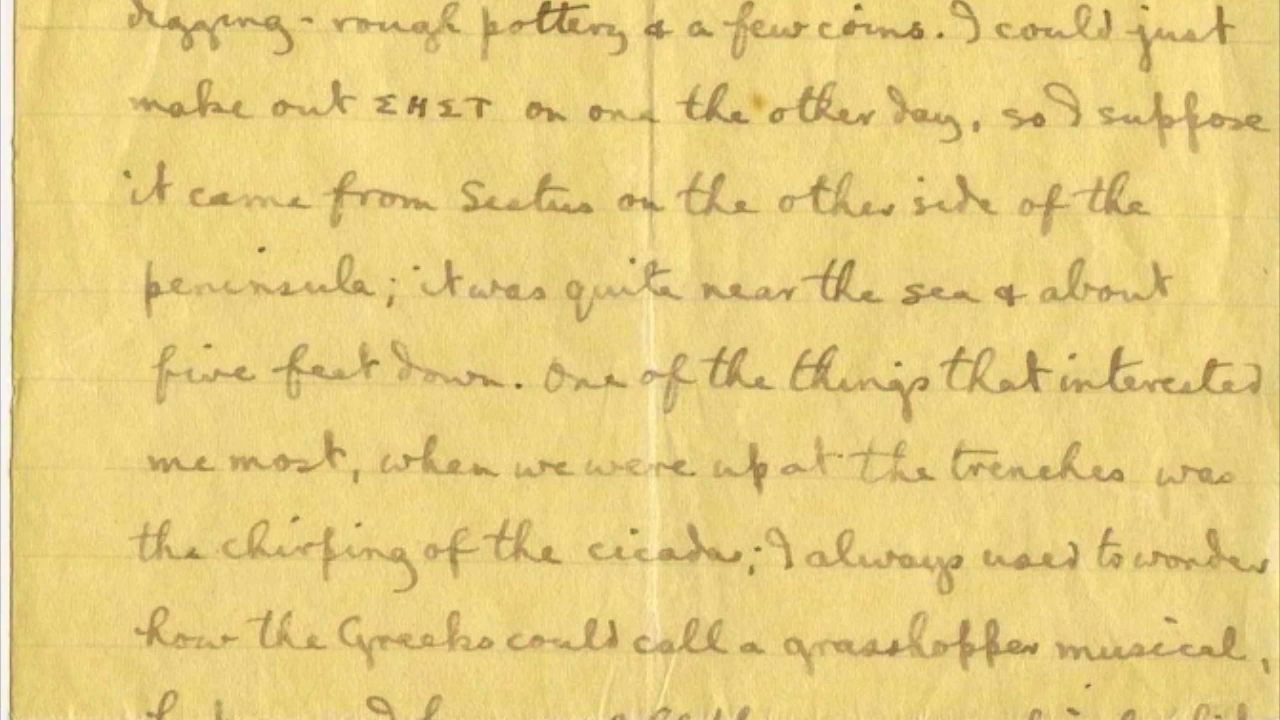 digging - rough pottery & a few coins. I could just
make out ΣΗΣΤ on one the other day, so I suppose
it came from Sestus on the other side of the
peninsula; it was quite near the sea & about
five feet down. One of the things that interested
me most, when we were up at the trenches was
the chirping of the cicadas; I always used to wonder
how the Greeks could call a grasshopper musical,